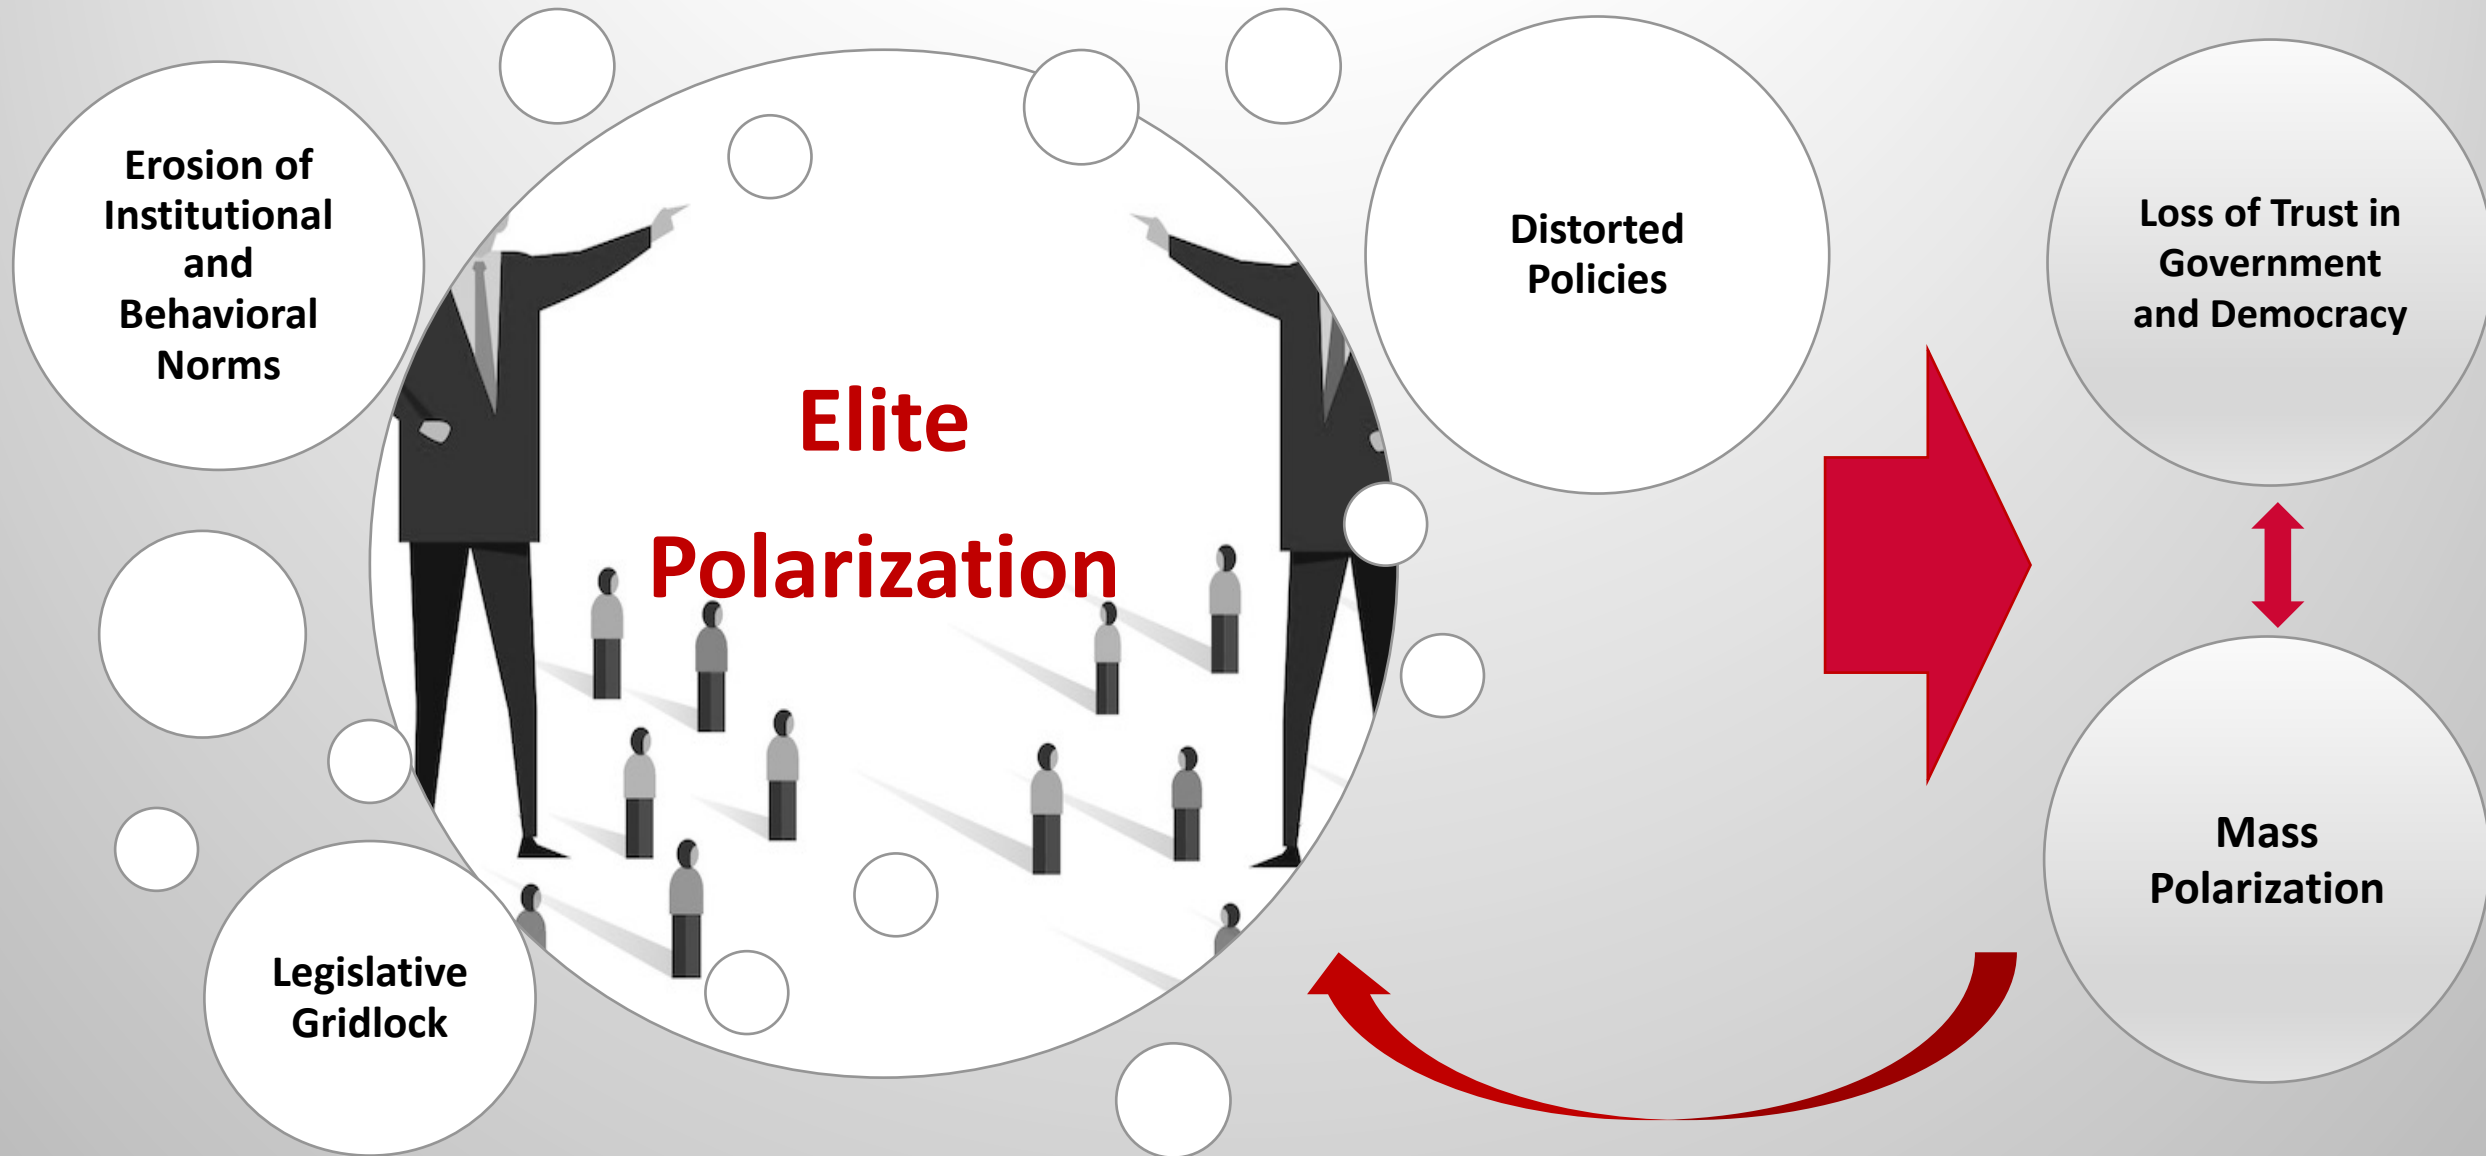 Erosion of
Institutional
and
Behavioral
Norms
Elite
Polarization
Distorted
Policies
Loss of Trust in
Government
and Democracy
Legislative
Gridlock
Mass
Polarization